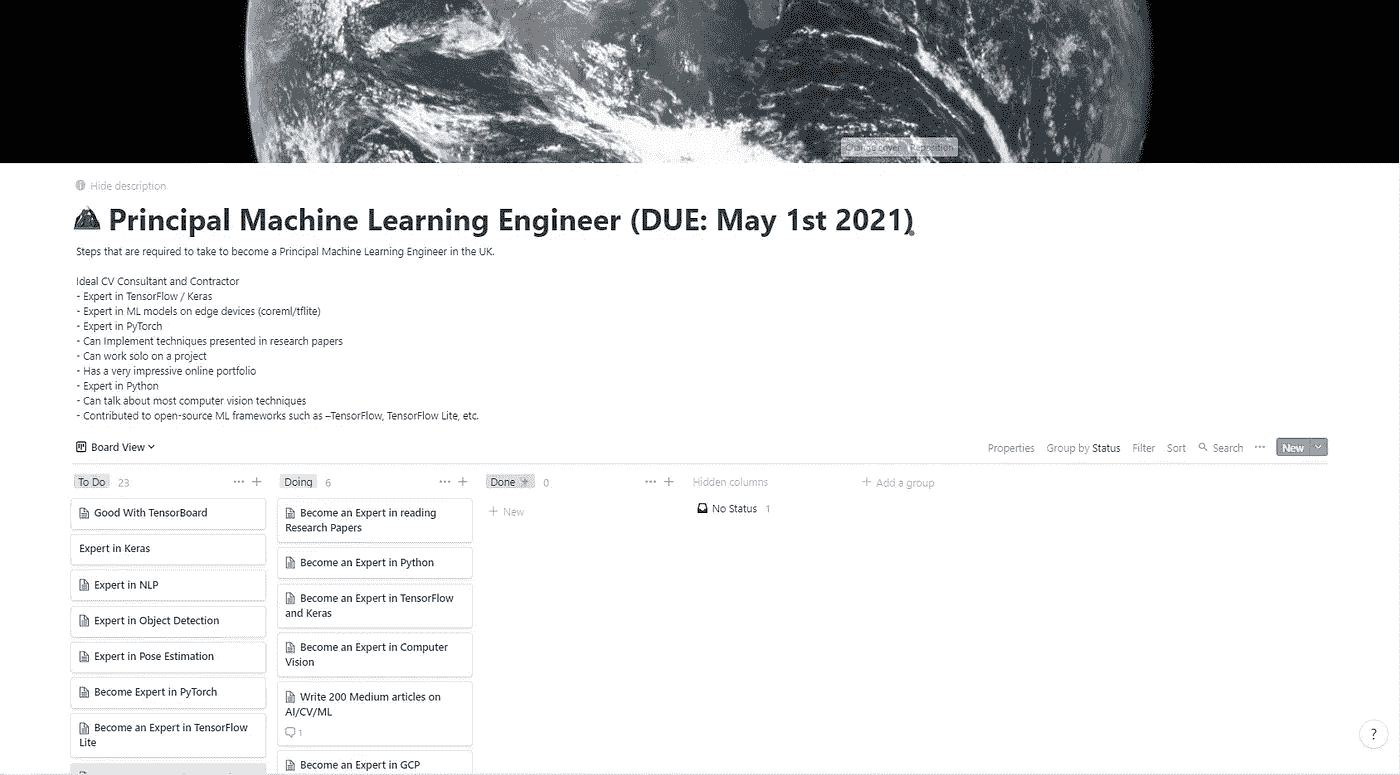 Change cover Reposition
Hide description
Principal Machine Learning Engineer (DUE: May 1st 2021)
Steps that are required to take to become a Principal Machine Learning Engineer in the UK.
Ideal CV Consultant and Contractor
- Expert in TensorFlow / Keras
- Expert in ML models on edge devices (coreml/tflite)
- Expert in PyTorch
- Can Implement techniques presented in research papers
- Can work solo on a project
- Has a very impressive online portfolio
- Expert in Python
- Can talk about most computer vision techniques
- Contributed to open-source ML frameworks such as –TensorFlow, TensorFlow Lite, etc.
Board View
Properties Group by Status Filter Sort Search ··· New
To Do 23 ··· +
Good With TensorBoard
Expert in Keras
Expert in NLP
Expert in Object Detection
Expert in Pose Estimation
Become Expert in PyTorch
Become an Expert in TensorFlow
Lite
Doing 6 ··· +
Become an Expert in reading
Research Papers
Become an Expert in Python
Become an Expert in TensorFlow
and Keras
Become an Expert in Computer
Vision
Write 200 Medium articles on
AI/CV/ML
1
Become an Expert in GCP
Done 0 ··· +
+ New
Hidden columns
No Status 1
+ Add a group
?